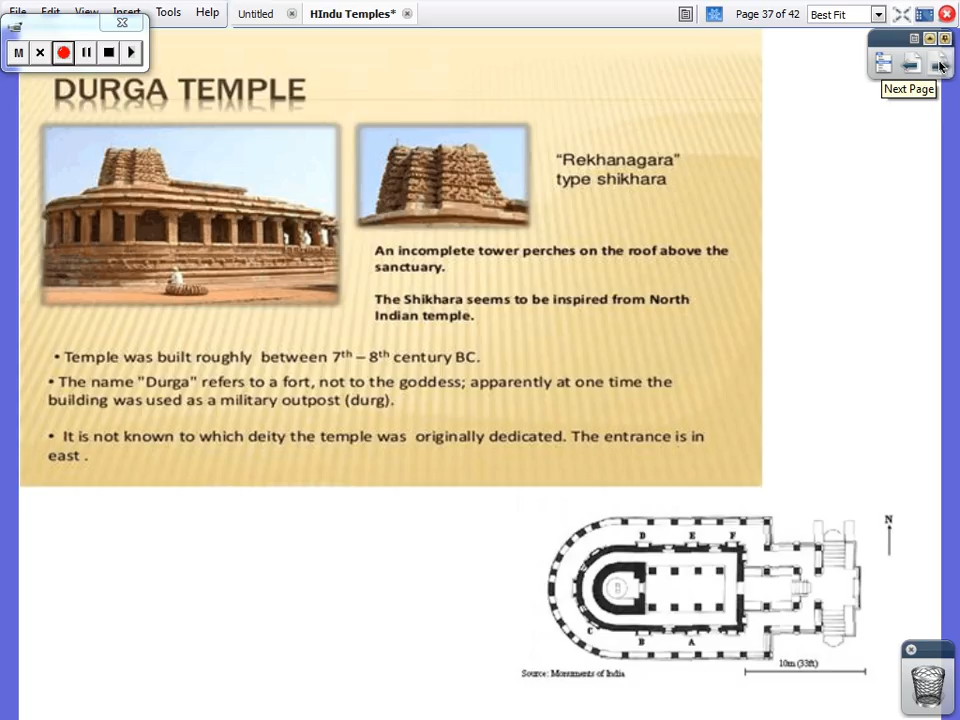 File Edit View Insert Tools Help
Untitled
HIndu Temples*
Page 37 of 42
Best Fit
M
Next Page
DURGA TEMPLE
“Rekhanagara”
type shikhara
An incomplete tower perches on the roof above the
sanctuary.
The Shikhara seems to be inspired from North
Indian temple.
• Temple was built roughly between 7th – 8th century BC.
• The name "Durga" refers to a fort, not to the goddess; apparently at one time the
building was used as a military outpost (durg).
• It is not known to which deity the temple was originally dedicated. The entrance is in
east .
N
D E F
C
B A
10m (33ft)
Source: Monuments of India